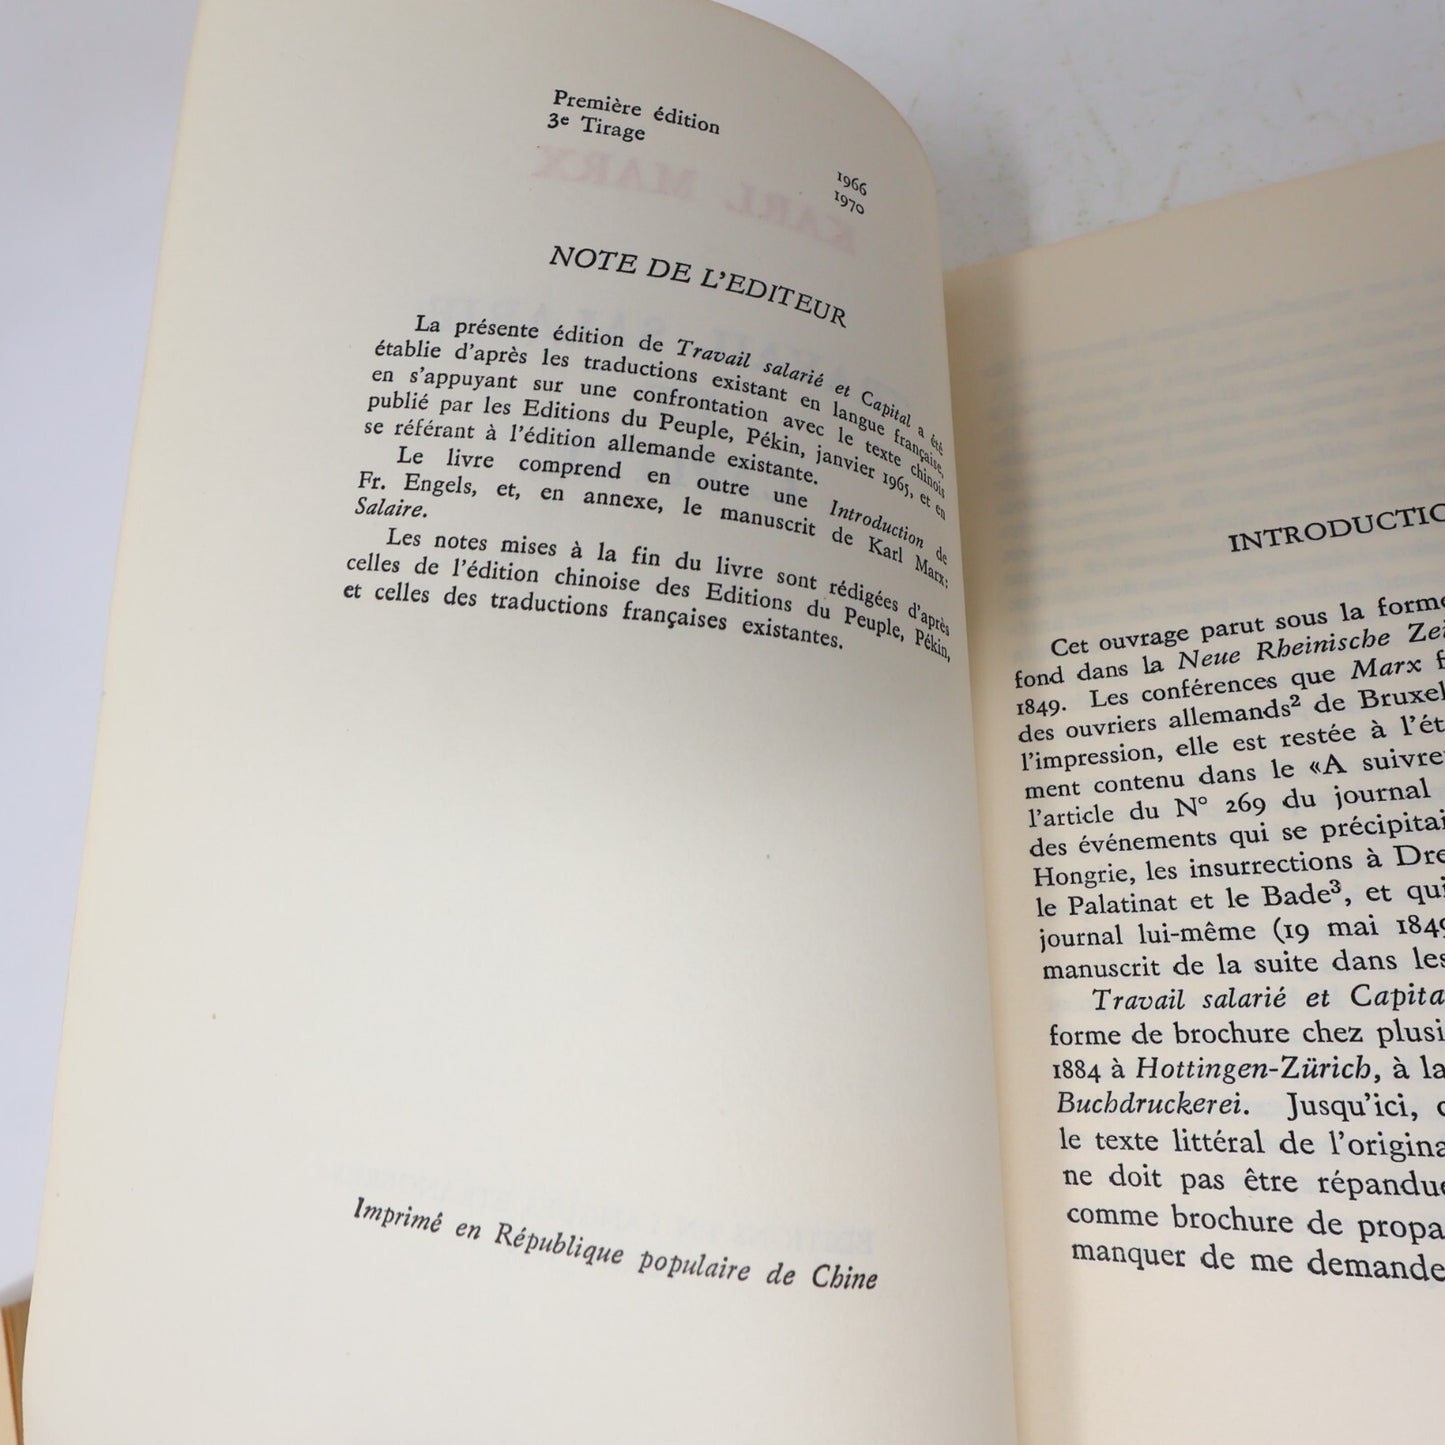 Première édition
3e Tirage
1966
1970
NOTE DE L'EDITEUR
La présente édition de Travail salarié et Capital a été
établie d'après les traductions existant en langue française,
en s'appuyant sur une confrontation avec le texte chinois
publié par les Editions du Peuple, Pékin, janvier 1965, et en
se référant à l'édition allemande existante.
Le livre comprend en outre une Introduction de
Fr. Engels, et, en annexe, le manuscrit de Karl Marx:
Salaire.
Les notes mises à la fin du livre sont rédigées d'après
celles de l'édition chinoise des Editions du Peuple, Pékin,
et celles des traductions françaises existantes.
Imprimé en République populaire de Chine
INTRODUCTIO
Cet ouvrage parut sous la forme
fond dans la Neue Rheinische Zei
1849. Les conférences que Marx f
des ouvriers allemands2 de Bruxel
l'impression, elle est restée à l'ét
ment contenu dans le «A suivre
l'article du N° 269 du journal
des événements qui se précipitai
Hongrie, les insurrections à Dre
le Palatinat et le Bade3, et qui
journal lui-même (19 mai 1849
manuscrit de la suite dans les
Travail salarié et Capita
forme de brochure chez plusi
1884 à Hottingen-Zürich, à la
Buchdruckerei. Jusqu'ici,
le texte littéral de l'origina
ne doit pas être répandue
comme brochure de propa
manquer de me demande